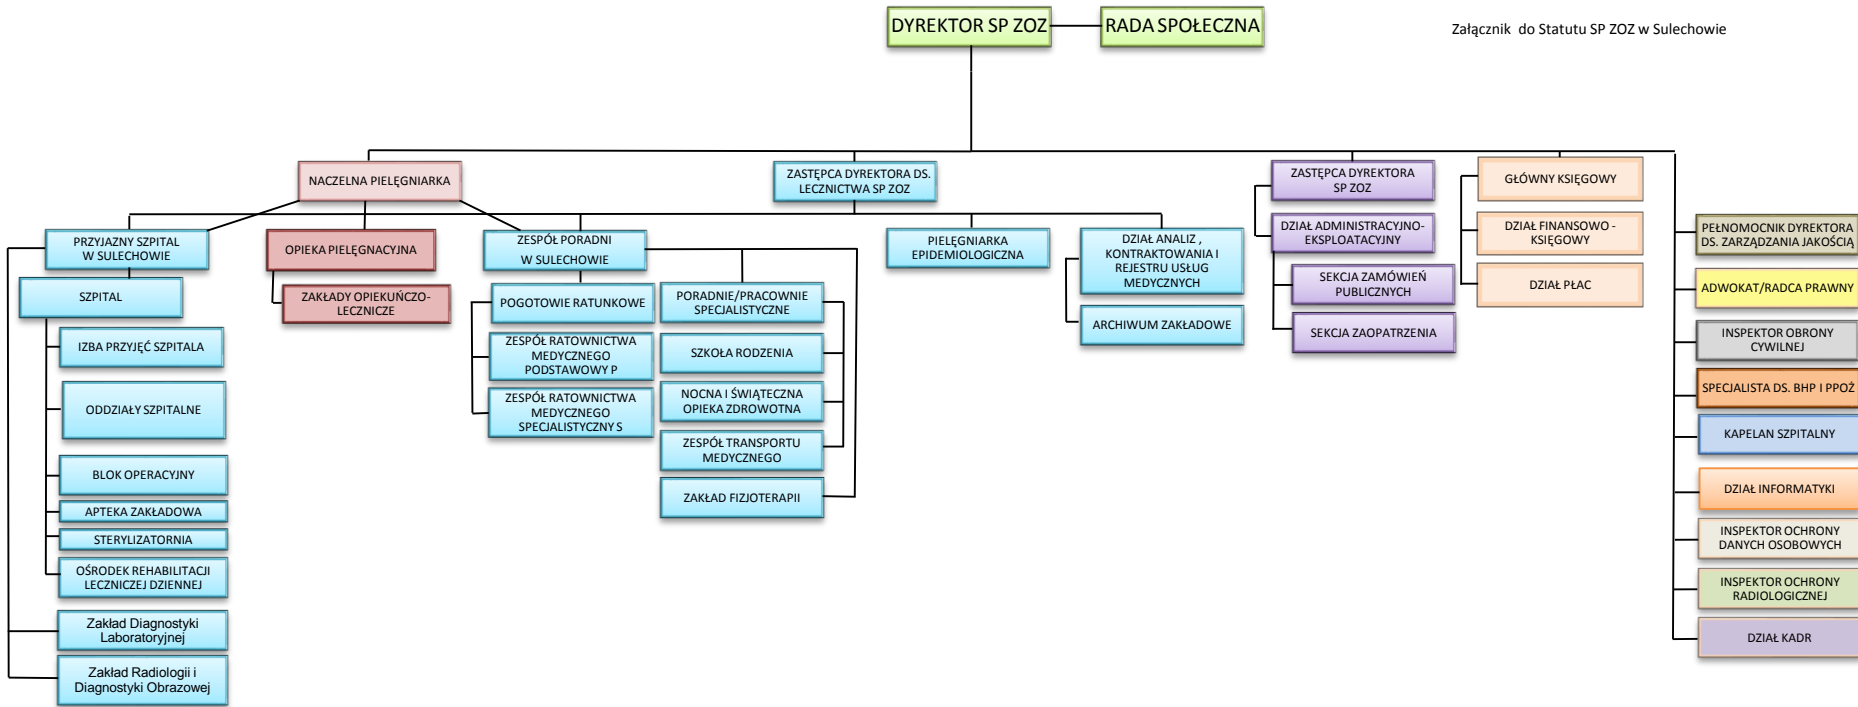 DYREKTOR SP ZOZ
RADA SPOŁECZNA
Załącznik do Statutu SP ZOZ w Sulechowie
NACZELNA PIELĘGNIARKA
ZASTĘPCA DYREKTORA DS.
LECZNICTWA SP ZOZ
ZASTĘPCA DYREKTORA
SP ZOZ
GŁÓWNY KSIĘGOWY
PRZYJAZNY SZPITAL
W SULECHOWIE
OPIEKA PIELĘGNACYJNA
ZESPÓŁ PORADNI
W SULECHOWIE
PIELĘGNIARKA
EPIDEMIOLOGICZNA
DZIAŁ ANALIZ ,
KONTRAKTOWANIA I
REJESTRU USŁUG
MEDYCZNYCH
DZIAŁ ADMINISTRACYJNO-
EKSPLOATACYJNY
DZIAŁ FINANSOWO -
KSIĘGOWY
PEŁNOMOCNIK DYREKTORA
DS. ZARZĄDZANIA JAKOŚCIĄ
SZPITAL
ZAKŁADY OPIEKUŃCZO-
LECZNICZE
POGOTOWIE RATUNKOWE
PORADNIE/PRACOWNIE
SPECJALISTYCZNE
ARCHIWUM ZAKŁADOWE
SEKCJA ZAMÓWIEŃ
PUBLICZNYCH
DZIAŁ PŁAC
ADWOKAT/RADCA PRAWNY
IZBA PRZYJĘĆ SZPITALA
ZESPÓŁ RATOWNICTWA
MEDYCZNEGO
PODSTAWOWY P
SZKOŁA RODZENIA
SEKCJA ZAOPATRZENIA
INSPEKTOR OBRONY
CYWILNEJ
ODDZIAŁY SZPITALNE
ZESPÓŁ RATOWNICTWA
MEDYCZNEGO
SPECJALISTYCZNY S
NOCNA I ŚWIĄTECZNA
OPIEKA ZDROWOTNA
SPECJALISTA DS. BHP I PPOŻ
ZESPÓŁ TRANSPORTU
MEDYCZNEGO
KAPELAN SZPITALNY
BLOK OPERACYJNY
ZAKŁAD FIZJOTERAPII
DZIAŁ INFORMATYKI
APTEKA ZAKŁADOWA
STERYLIZATORNIA
INSPEKTOR OCHRONY
DANYCH OSOBOWYCH
OŚRODEK REHABILITACJI
LECZNICZEJ DZIENNEJ
INSPEKTOR OCHRONY
RADIOLOGICZNEJ
Zakład Diagnostyki
Laboratoryjnej
DZIAŁ KADR
Zakład Radiologii i
Diagnostyki Obrazowej